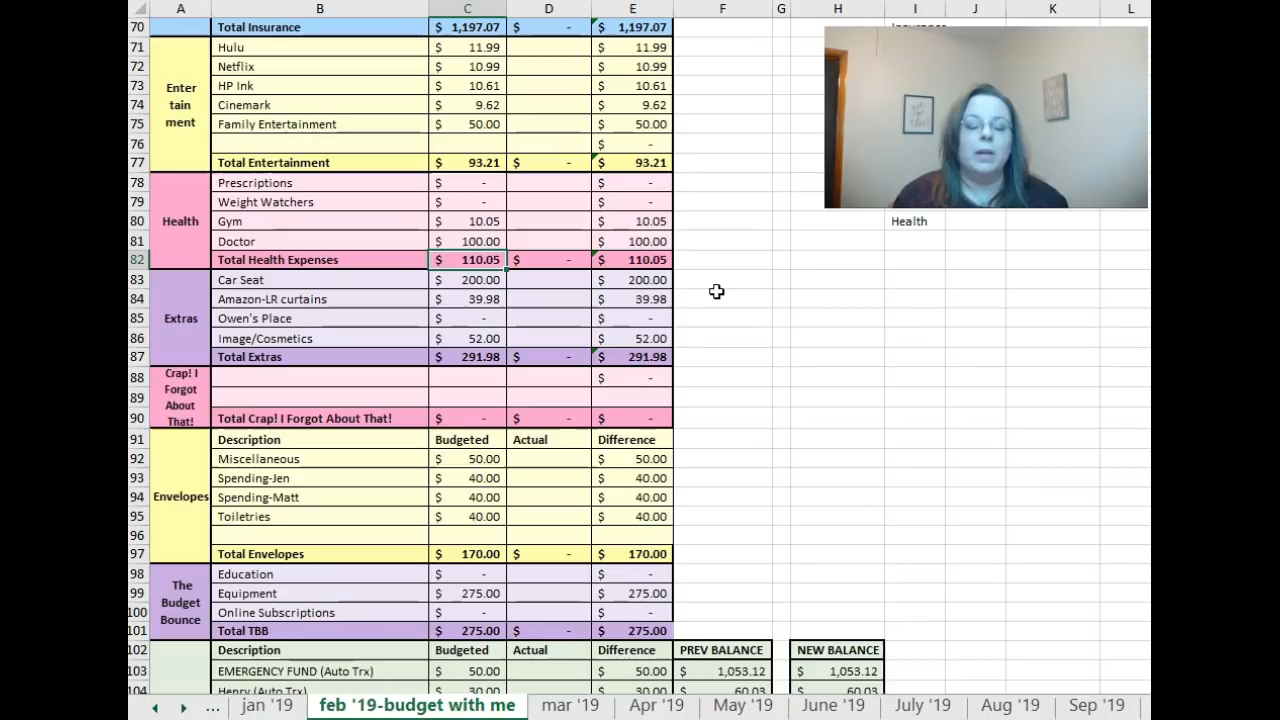 A B C D E F G H I J K L
70 Total Insurance $ 1,197.07 $ - $ 1,197.07
71 Hulu $ 11.99 $ 11.99
72 Netflix $ 10.99 $ 10.99
73 HP Ink $ 10.61 $ 10.61
Enter tain ment
74 Cinemark $ 9.62 $ 9.62
75 Family Entertainment $ 50.00 $ 50.00
76 $ -
77 Total Entertainment $ 93.21 $ - $ 93.21
78 Prescriptions $ - $ -
79 Weight Watchers $ - $ -
80 Health Gym $ 10.05 $ 10.05 Health
81 Doctor $ 100.00 $ 100.00
82 Total Health Expenses $ 110.05 $ - $ 110.05
83 Car Seat $ 200.00 $ 200.00
84 Amazon-LR curtains $ 39.98 $ 39.98
85 Extras Owen's Place $ - $ -
86 Image/Cosmetics $ 52.00 $ 52.00
87 Total Extras $ 291.98 $ - $ 291.98
Crap! I Forgot About That!
88 $ -
89
90 Total Crap! I Forgot About That! $ - $ - $ -
91 Description Budgeted Actual Difference
92 Miscellaneous $ 50.00 $ 50.00
93 Spending-Jen $ 40.00 $ 40.00
94 Envelopes Spending-Matt $ 40.00 $ 40.00
95 Toiletries $ 40.00 $ 40.00
96
97 Total Envelopes $ 170.00 $ - $ 170.00
98 Education $ - $ -
The Budget Bounce
99 Equipment $ 275.00 $ 275.00
100 Online Subscriptions $ - $ -
101 Total TBB $ 275.00 $ - $ 275.00
102 Description Budgeted Actual Difference PREV BALANCE NEW BALANCE
103 EMERGENCY FUND (Auto Trx) $ 50.00 $ 50.00 $ 1,053.12 $ 1,053.12
104 Henry (Auto Trx) $ 30.00 $ 30.00 $ 60.03 $ 60.03
... jan '19 feb '19-budget with me mar '19 Apr '19 May '19 June '19 July '19 Aug '19 Sep '19